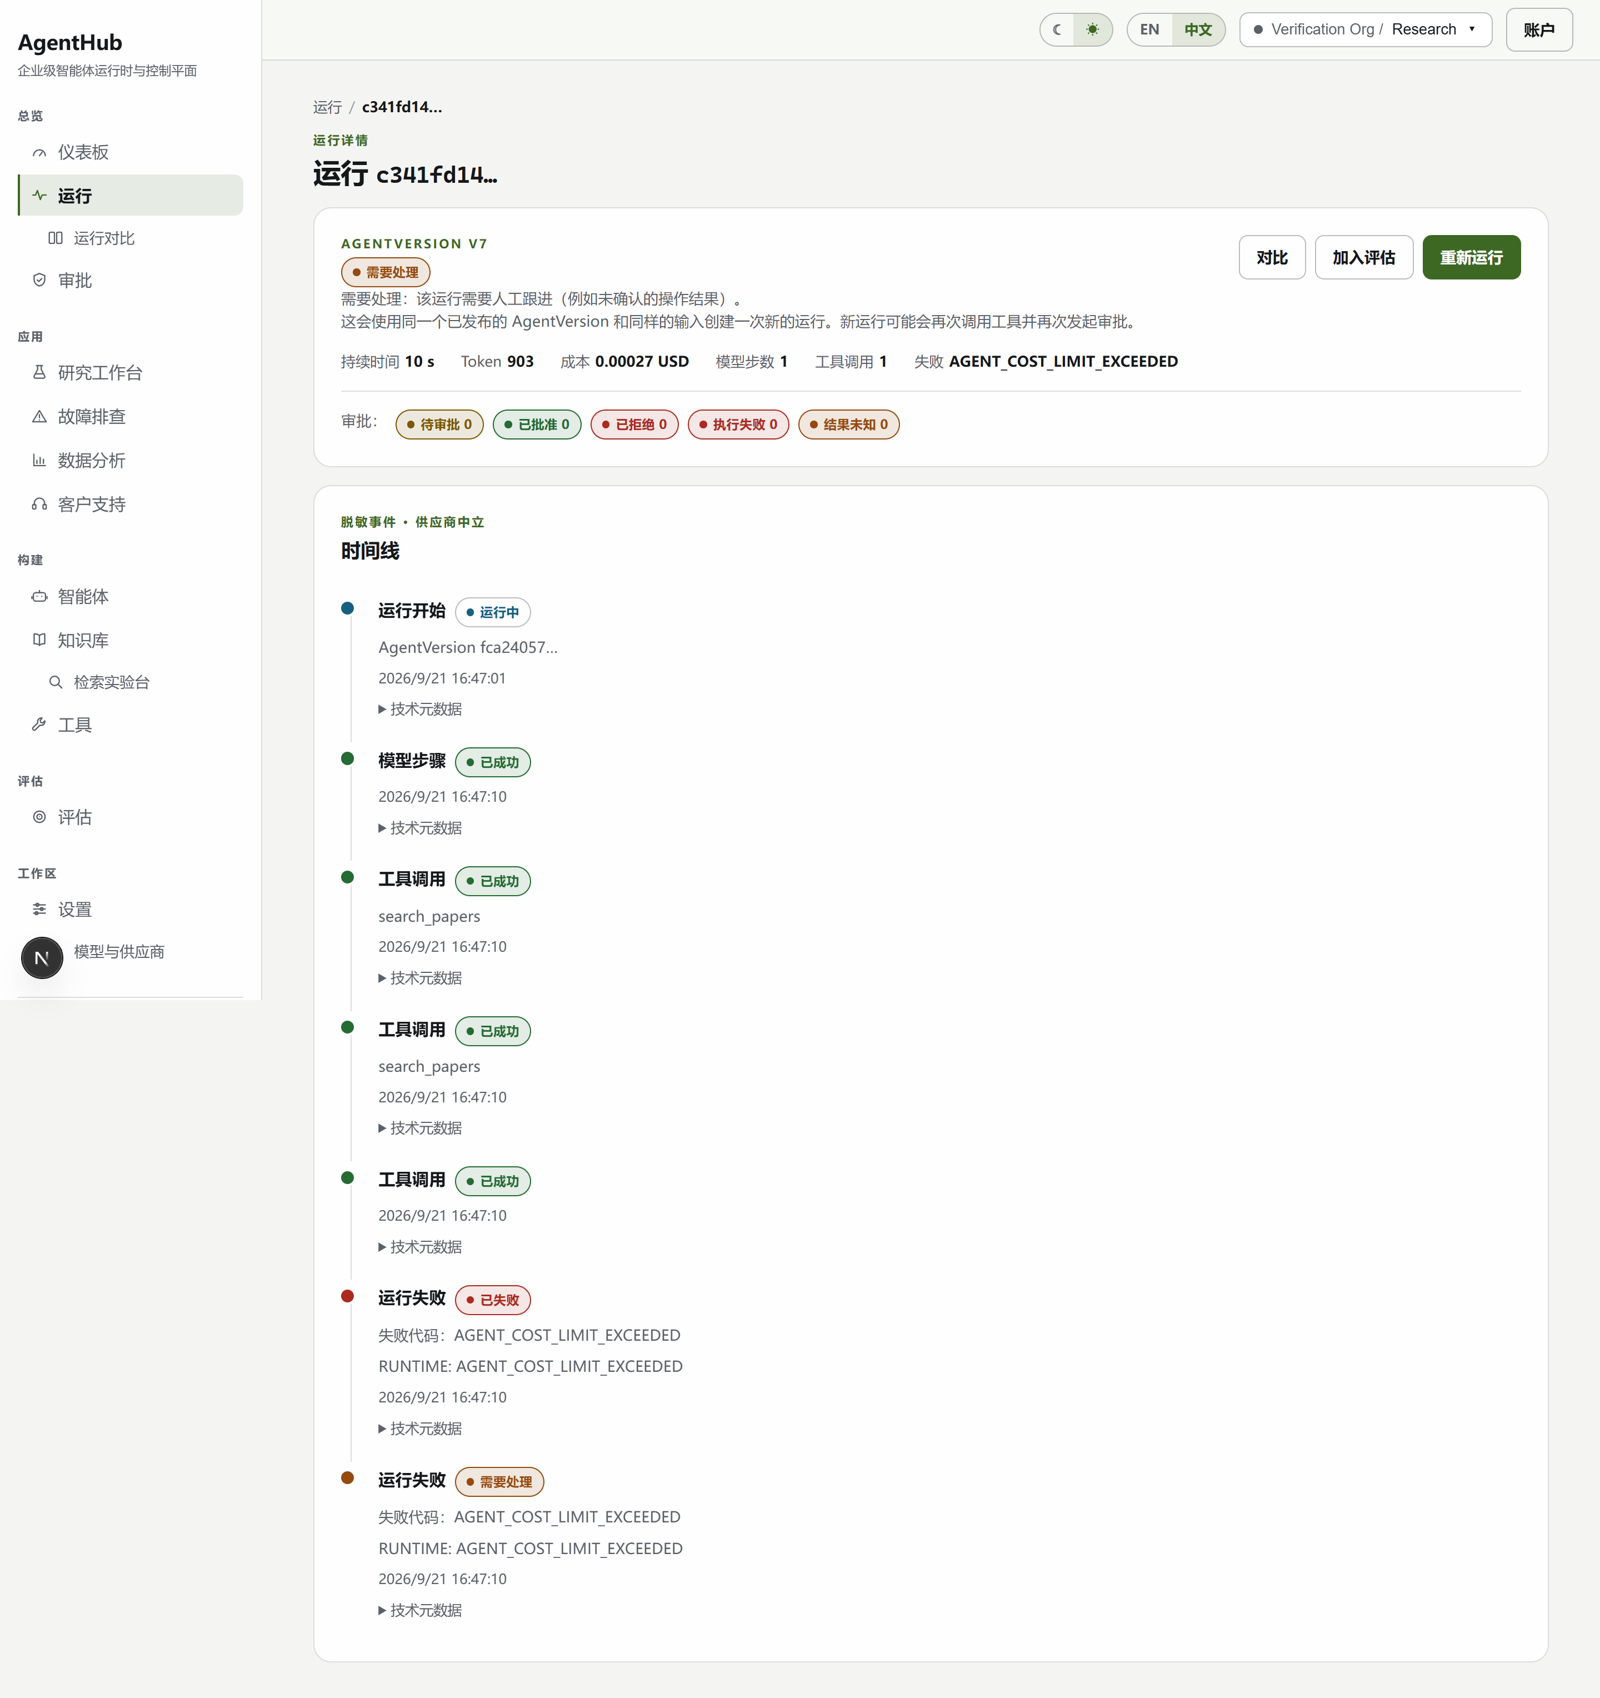 AgentHub
企业级智能体运行时与控制平面
总览
仪表板
运行
运行对比
审批
应用
研究工作台
故障排查
数据分析
客户支持
构建
智能体
知识库
检索实验台
工具
评估
评估
工作区
设置
N 模型与供应商
EN 中文 Verification Org / Research 账户
运行 / c341fd14...
运行详情
运行 c341fd14…
AGENTVERSION V7
对比 加入评估 重新运行
需要处理
需要处理：该运行需要人工跟进（例如未确认的操作结果）。
这会使用同一个已发布的 AgentVersion 和同样的输入创建一次新的运行。新运行可能会再次调用工具并再次发起审批。
持续时间 10 s Token 903 成本 0.00027 USD 模型步数 1 工具调用 1 失败 AGENT_COST_LIMIT_EXCEEDED
审批： 待审批 0 已批准 0 已拒绝 0 执行失败 0 结果未知 0
脱敏事件 • 供应商中立
时间线
运行开始 运行中
AgentVersion fca24057...
2026/9/21 16:47:01
技术元数据
模型步骤 已成功
2026/9/21 16:47:10
技术元数据
工具调用 已成功
search_papers
2026/9/21 16:47:10
技术元数据
工具调用 已成功
search_papers
2026/9/21 16:47:10
技术元数据
工具调用 已成功
2026/9/21 16:47:10
技术元数据
运行失败 已失败
失败代码：AGENT_COST_LIMIT_EXCEEDED
RUNTIME: AGENT_COST_LIMIT_EXCEEDED
2026/9/21 16:47:10
技术元数据
运行失败 需要处理
失败代码：AGENT_COST_LIMIT_EXCEEDED
RUNTIME: AGENT_COST_LIMIT_EXCEEDED
2026/9/21 16:47:10
技术元数据